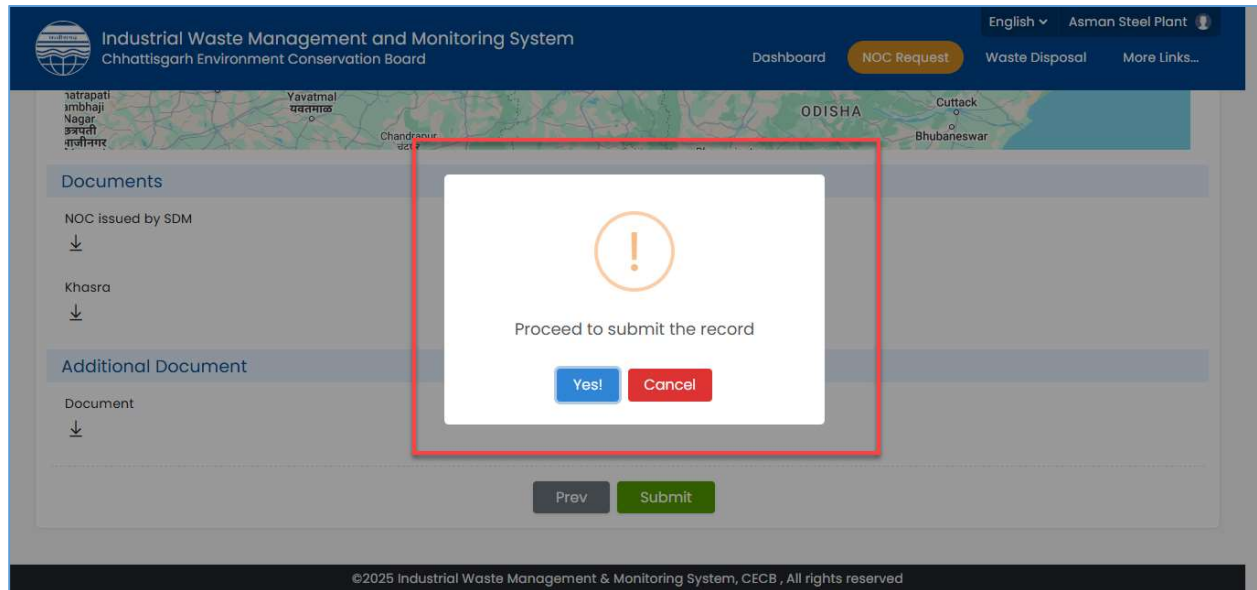 English
Asman Steel Plant
Industrial Waste Management and Monitoring System
Chhattisgarh Environment Conservation Board
Dashboard
NOC Request
Waste Disposal
More Links...
Yavatmal
यवतमाळ
Nagar
ODISHA
Cuttack
Chandrapur
Bhubaneswar
Documents
NOC issued by SDM
Khasra
Proceed to submit the record
Yes!
Cancel
Additional Document
Document
Prev
Submit
©2025 Industrial Waste Management & Monitoring System, CECB , All rights reserved